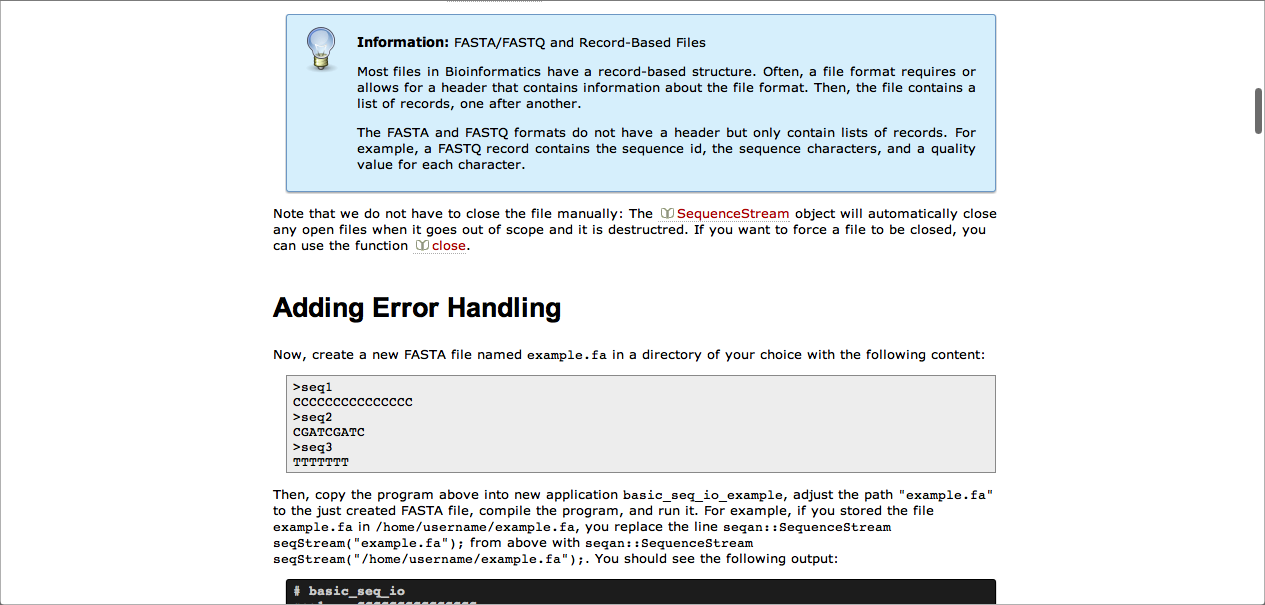 Information: FASTA/FASTQ and Record-Based Files
Most files in Bioinformatics have a record-based structure. Often, a file format requires or
allows for a header that contains information about the file format. Then, the file contains a
list of records, one after another.
The FASTA and FASTQ formats do not have a header but only contain lists of records. For
example, a FASTQ record contains the sequence id, the sequence characters, and a quality
value for each character.
Note that we do not have to close the file manually: The SequenceStream object will automatically close
any open files when it goes out of scope and it is destructred. If you want to force a file to be closed, you
can use the function close.
Adding Error Handling
Now, create a new FASTA file named example.fa in a directory of your choice with the following content:
>seq1
CCCCCCCCCCCCCCC
>seq2
CGATCGATC
>seq3
TTTTTTT
Then, copy the program above into new application basic_seq_io_example, adjust the path "example.fa"
to the just created FASTA file, compile the program, and run it. For example, if you stored the file
example.fa in /home/username/example.fa, you replace the line seqan::SequenceStream
seqStream("example.fa"); from above with seqan::SequenceStream
seqStream("/home/username/example.fa");. You should see the following output:
# basic_seq_io